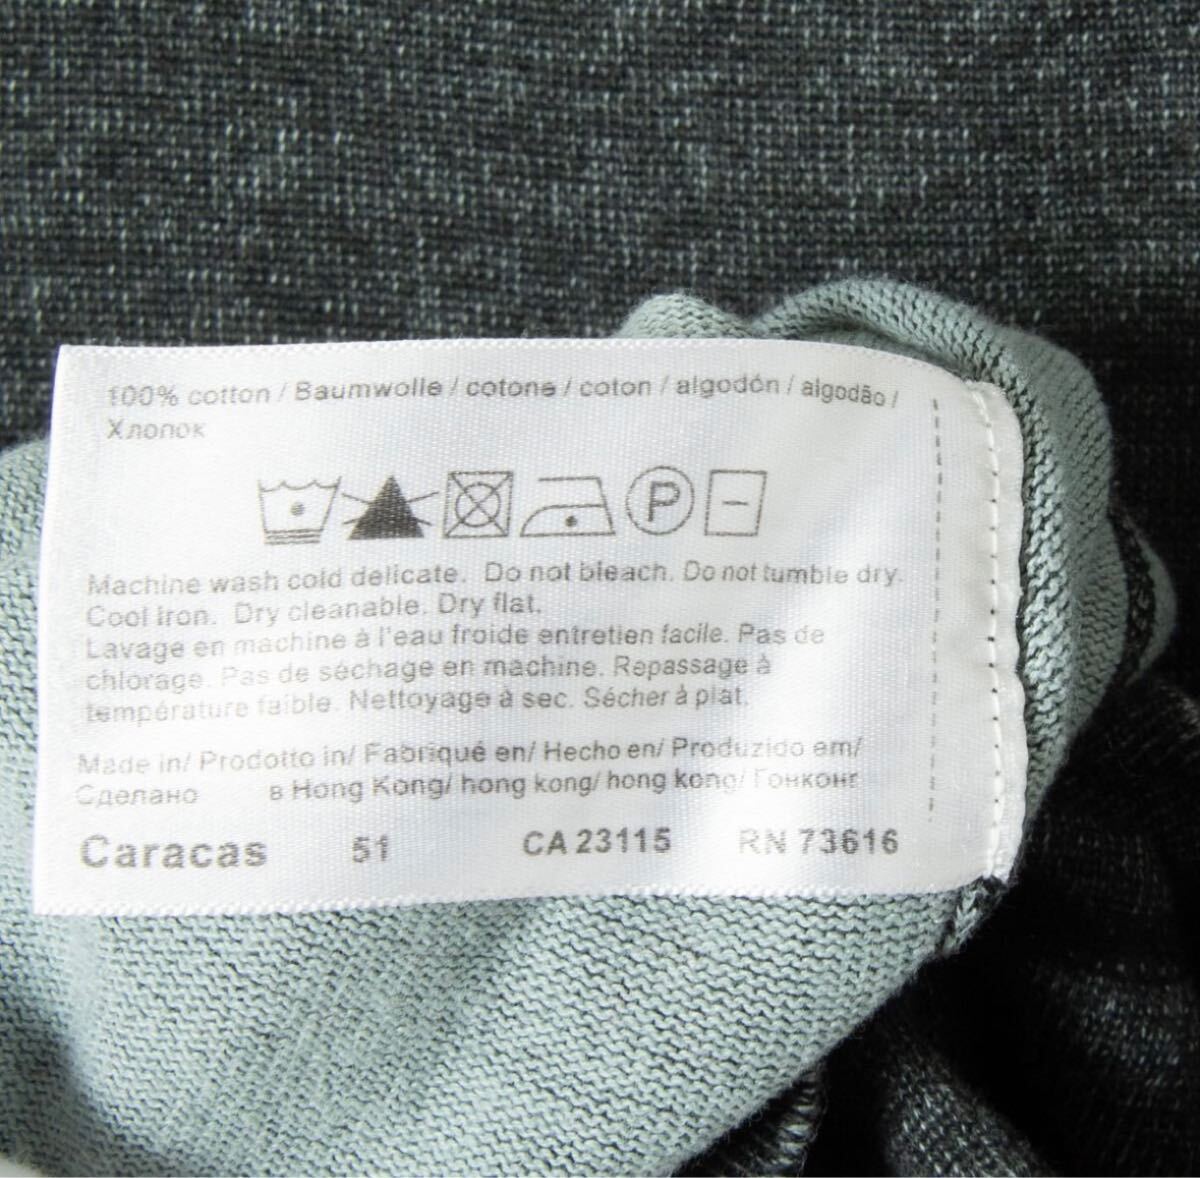 100% cotton / Baumwolle / cotone / coton / algodón / algodão /
Хлопок
P
Machine wash cold delicate. Do not bleach. Do not tumble dry.
Cool iron. Dry cleanable. Dry flat.
Lavage en machine à l'eau froide entretien facile. Pas de
chlorage. Pas de séchage en machine. Repassage à
température faible. Nettoyage à sec. Sécher à plat.
Made in/ Prodotto in/ Fabriqué en/ Hecho en/ Produzido em/
Сделано в Hong Kong/ hong kong/ hong kong/ Гонконг
Caracas 51 CA 23115 RN 73616